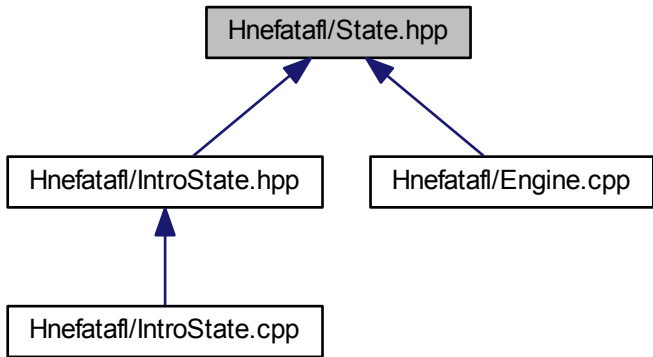 Hnefatafl/State.hpp
Hnefatafl/IntroState.hpp
Hnefatafl/Engine.cpp
Hnefatafl/IntroState.cpp